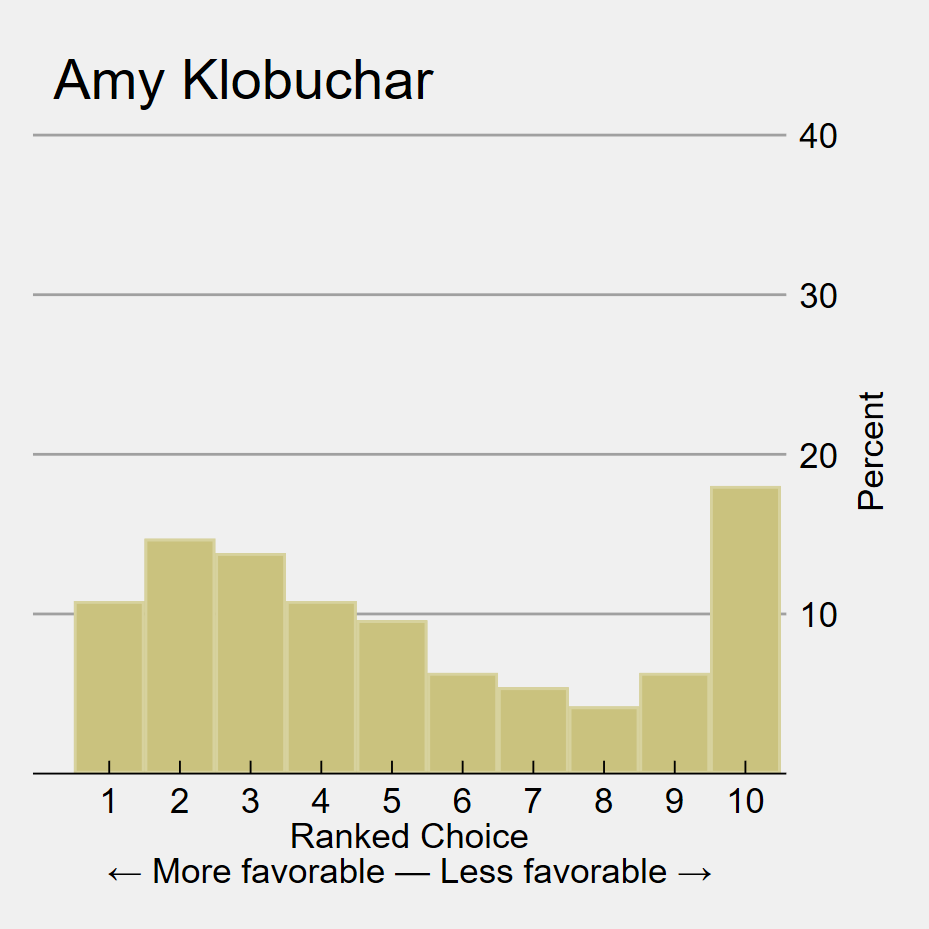 Amy Klobuchar
40
30
20
10
Percent
1 2 3 4 5 6 7 8 9 10
Ranked Choice
← More favorable — Less favorable →